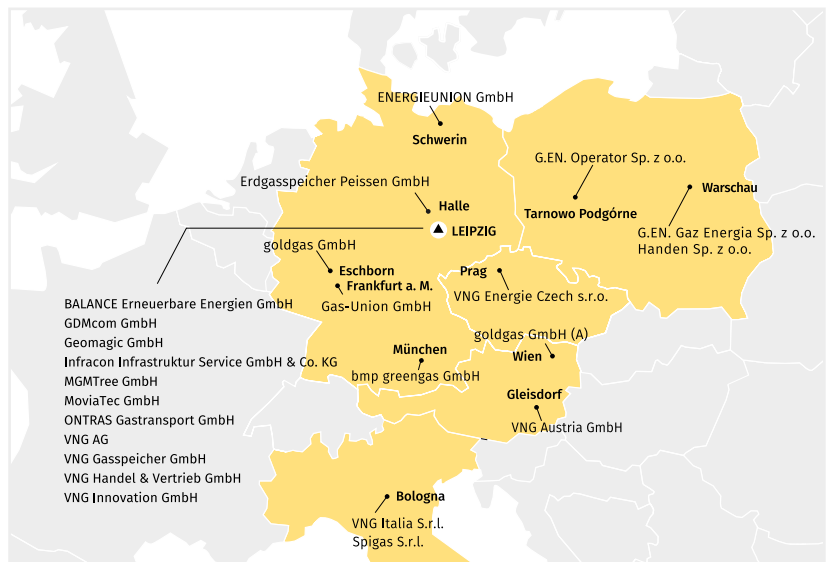 ENERGIEUNION GmbH
Schwerin
G.EN. Operator Sp. z o.o.
Tarnowo Podgórne
Warschau
G.EN. Gaz Energia Sp. z o.o.
Handen Sp. z o.o.
Erdgasspeicher Peissen GmbH
Halle
LEIPZIG
goldgas GmbH
Eschborn
Frankfurt a. M.
Gas-Union GmbH
Prag
VNG Energie Czech s.r.o.
BALANCE Erneuerbare Energien GmbH
GDMcom GmbH
Geomagic GmbH
Infracon Infrastruktur Service GmbH & Co. KG
MGMTree GmbH
MoviaTec GmbH
ONTRAS Gastransport GmbH
VNG AG
VNG Gasspeicher GmbH
VNG Handel & Vertrieb GmbH
VNG Innovation GmbH
München
bmp greengas GmbH
goldgas GmbH (A)
Wien
Gleisdorf
VNG Austria GmbH
Bologna
VNG Italia S.r.l.
Spigas S.r.l.